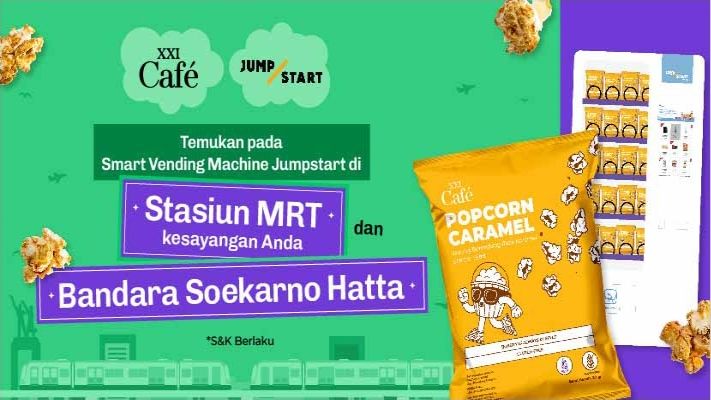 XXI
Café
JUMP
START
Temukan pada
Smart Vending Machine Jumpstart di
Stasiun MRT
kesayangan Anda
dan
Bandara Soekarno Hatta
*S&K Berlaku
XXI
Café
POPCORN
CARAMEL